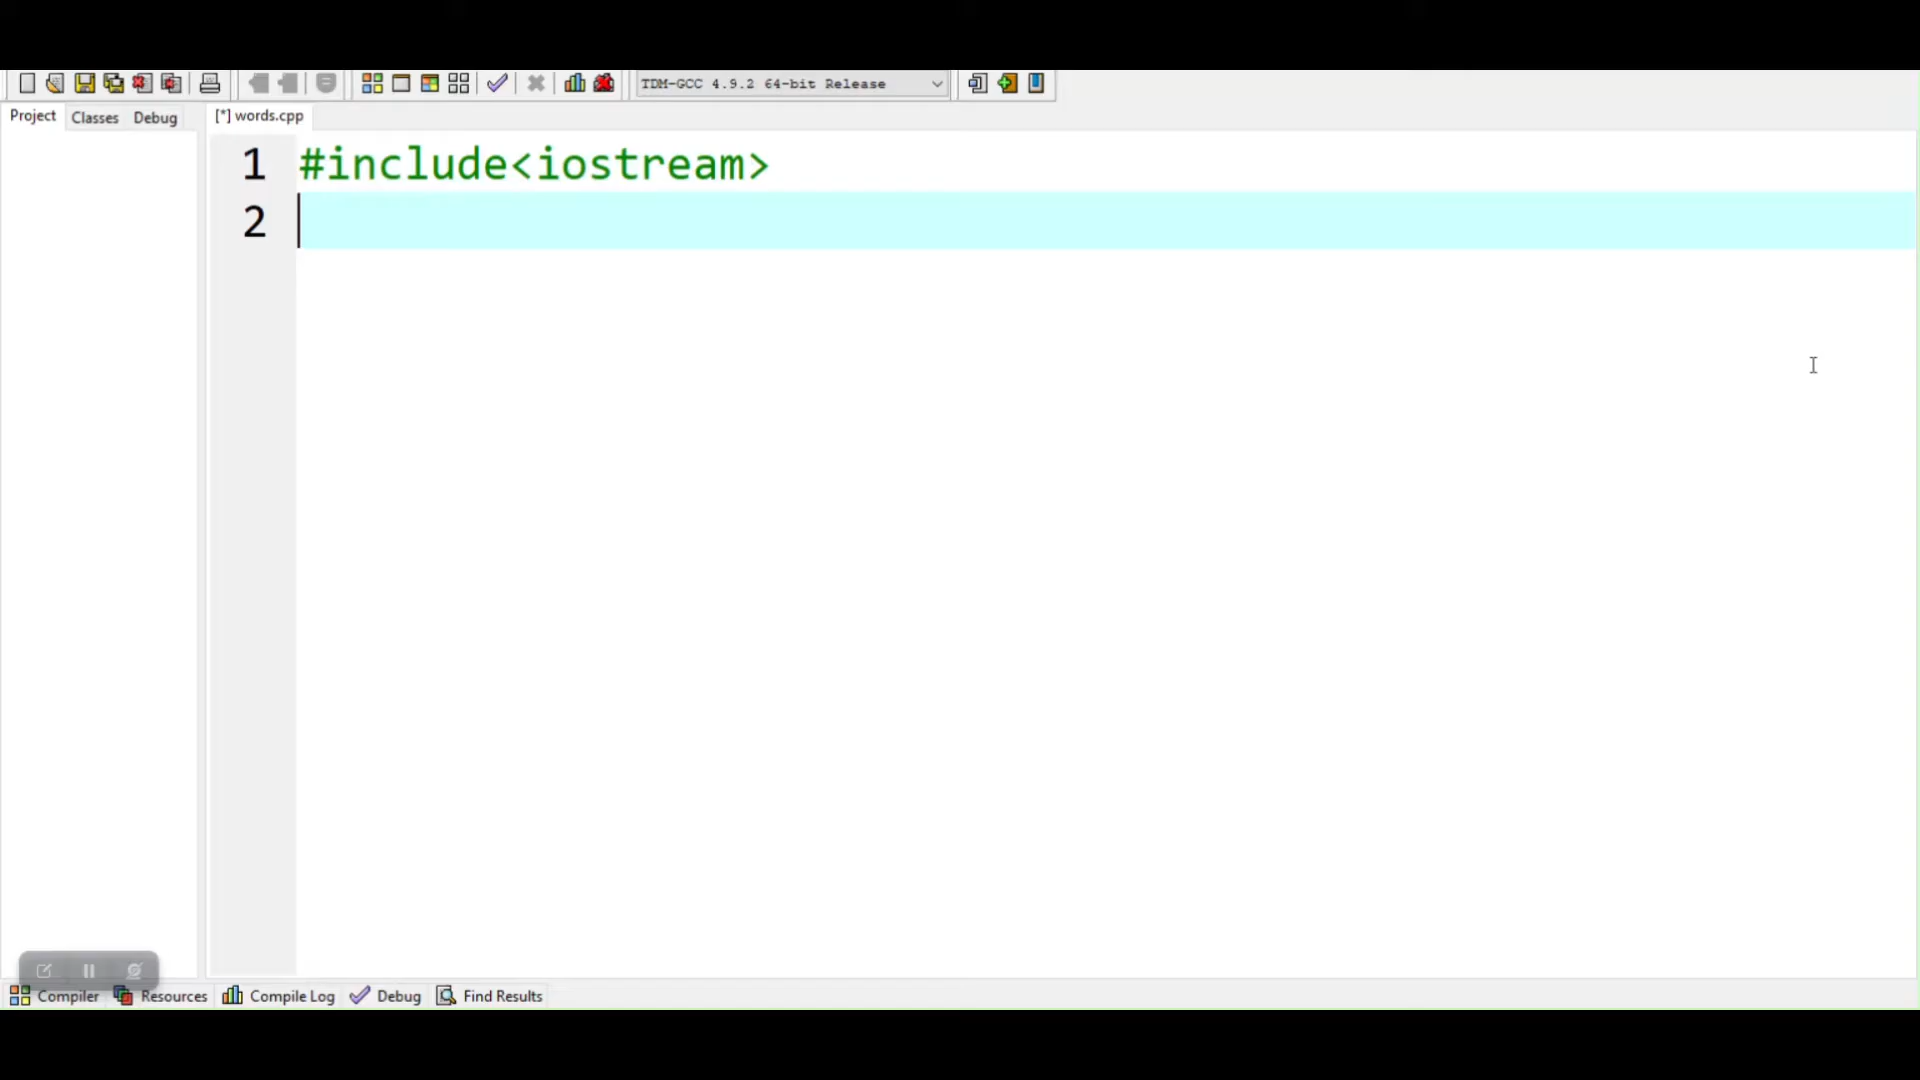 TDM-GCC 4.9.2 64-bit Release
Project Classes Debug [*] words.cpp
1 #include<iostream>
2
Compiler Resources Compile Log Debug Find Results